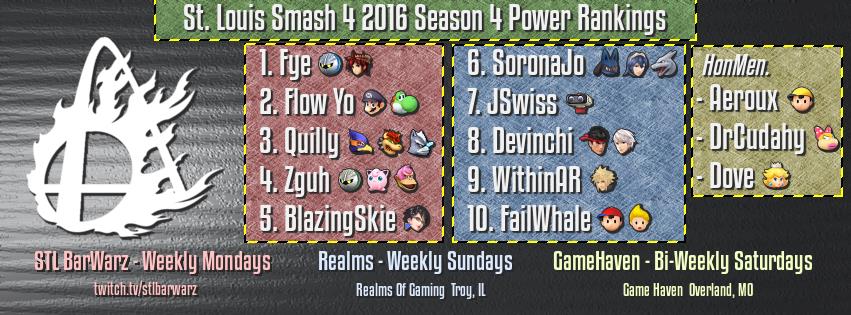 St. Louis Smash 4 2016 Season 4 Power Rankings
1. Fye
2. Flow Yo
3. Quilly
4. Zguh
5. BlazingSkie
6. SoronaJo
7. JSwiss
8. Devinchi
9. WithinAR
10. FailWhale
HonMen.
- Aeroux
- DrCudahy
- Dove
STL BarWarz - Weekly Mondays
twitch.tv/stlbarwarz
Realms - Weekly Sundays
Realms Of Gaming Troy, IL
GameHaven - Bi-Weekly Saturdays
Game Haven Overland, MO